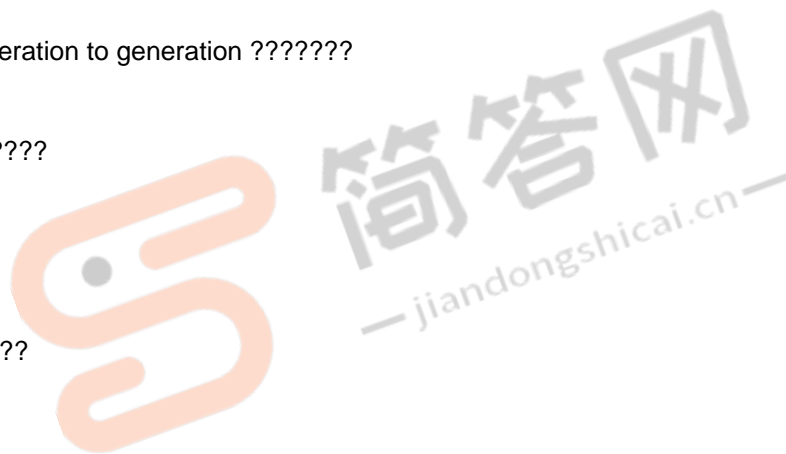 eration to generation ???????
????
简答网
jiandongshicai.cn
??